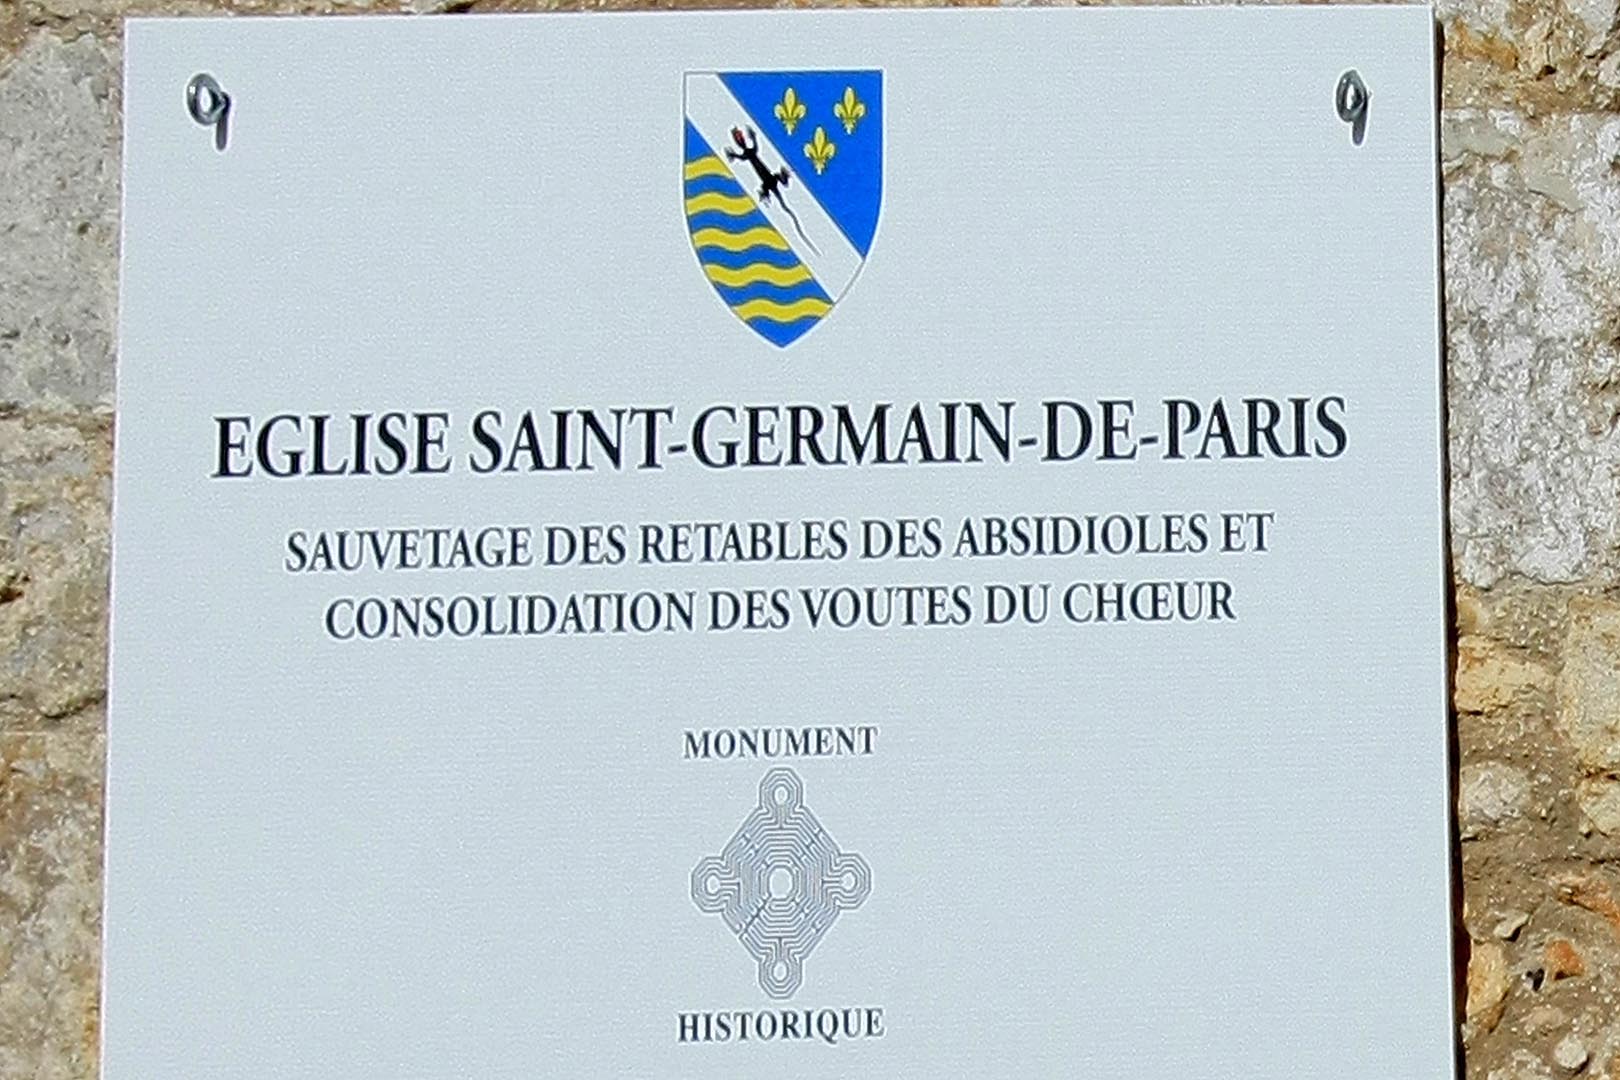 EGLISE SAINT-GERMAIN-DE-PARIS
SAUVETAGE DES RETABLES DES ABSIDIOLES ET
CONSOLIDATION DES VOUTES DU CHŒUR
MONUMENT
HISTORIQUE